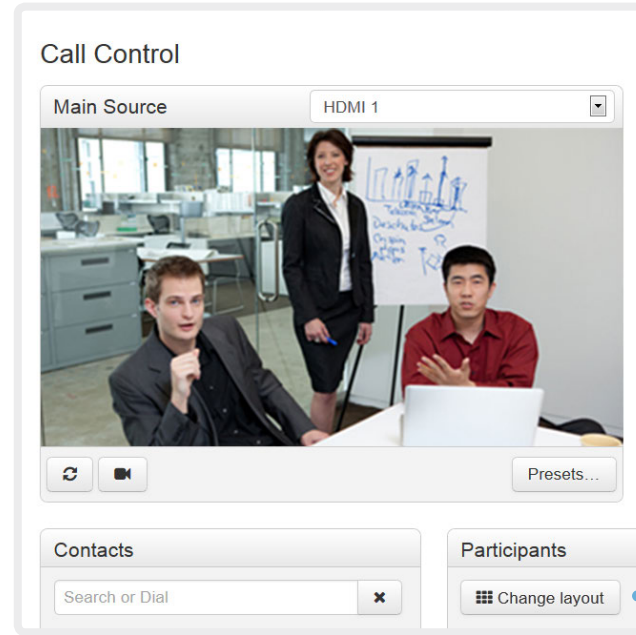 Call Control
Main Source
HDMI 1
Presets...
Contacts
Participants
Search or Dial
Change layout